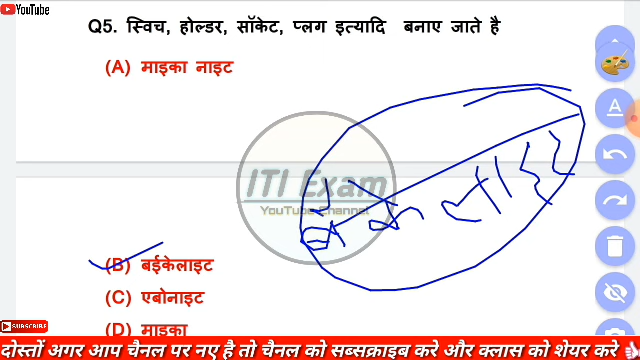 YouTube
Q5. स्विच, होल्डर, सॉकेट, प्लग इत्यादि बनाए जाते है
(A) माइका नाइट
ITI Exam
YouTube Channel
(B) बईकेलाइट
(C) एबोनाइट
(D) माइका
SUBSCRIBE
दोस्तों अगर आप चैनल पर नए है तो चैनल को सब्सक्राइब करे और क्लास को शेयर करे